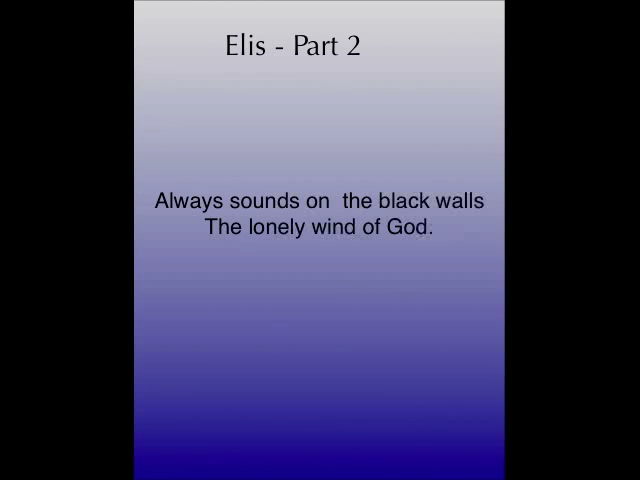 Elis - Part 2
Always sounds on  the black walls
The lonely wind of God.